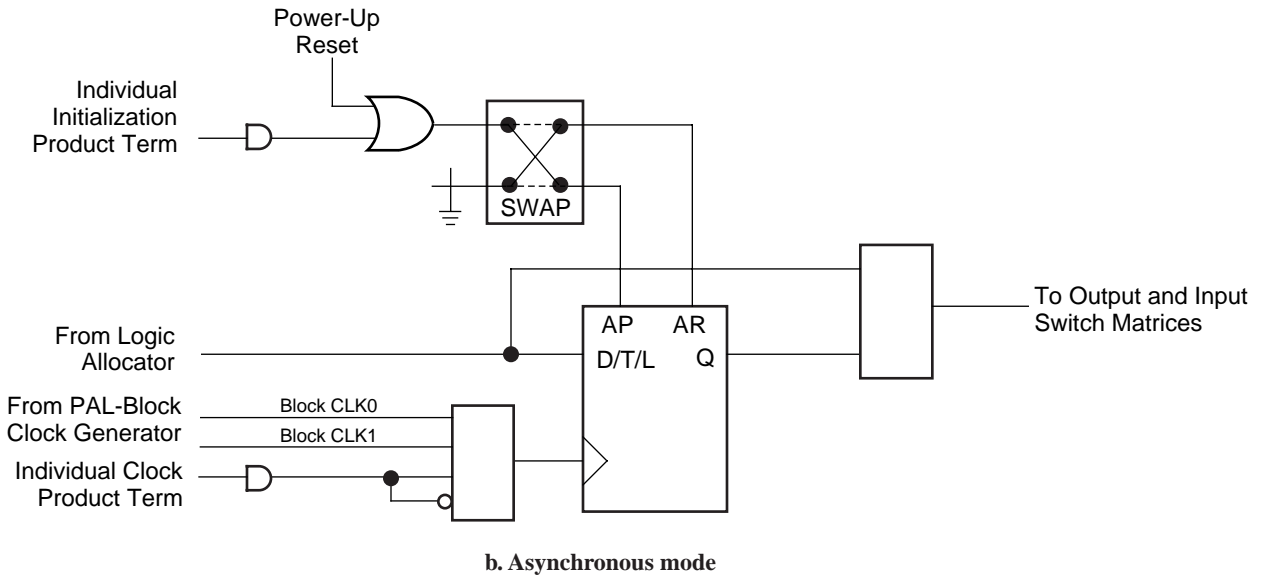 Power-Up
Reset
Individual
Initialization
Product Term
SWAP
AP AR
To Output and Input
Switch Matrices
From Logic
Allocator
D/T/L Q
From PAL-Block
Clock Generator
Block CLK0
Block CLK1
Individual Clock
Product Term
b. Asynchronous mode